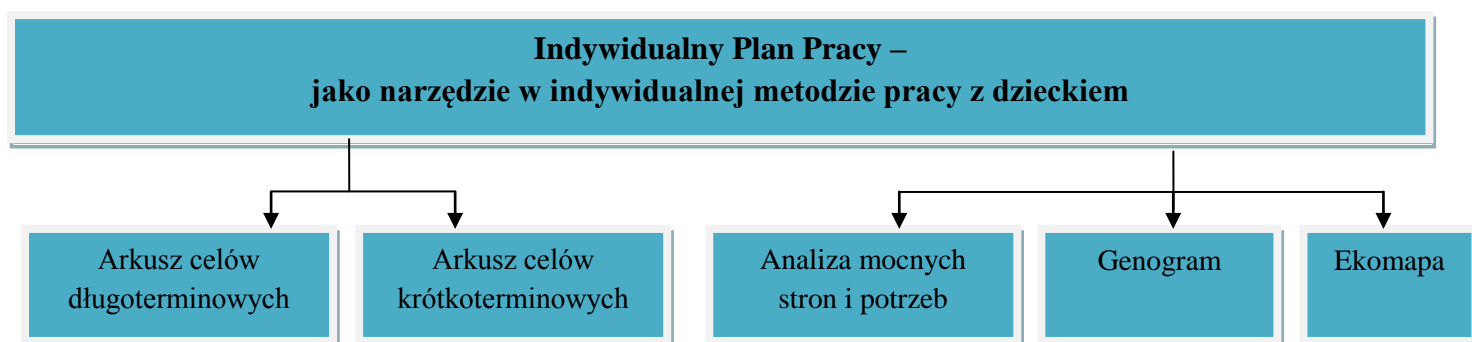 Indywidualny Plan Pracy –
jako narzędzie w indywidualnej metodzie pracy z dzieckiem
Arkusz celów
długoterminowych
Arkusz celów
krótkoterminowych
Analiza mocnych
stron i potrzeb
Genogram
Ekomapa